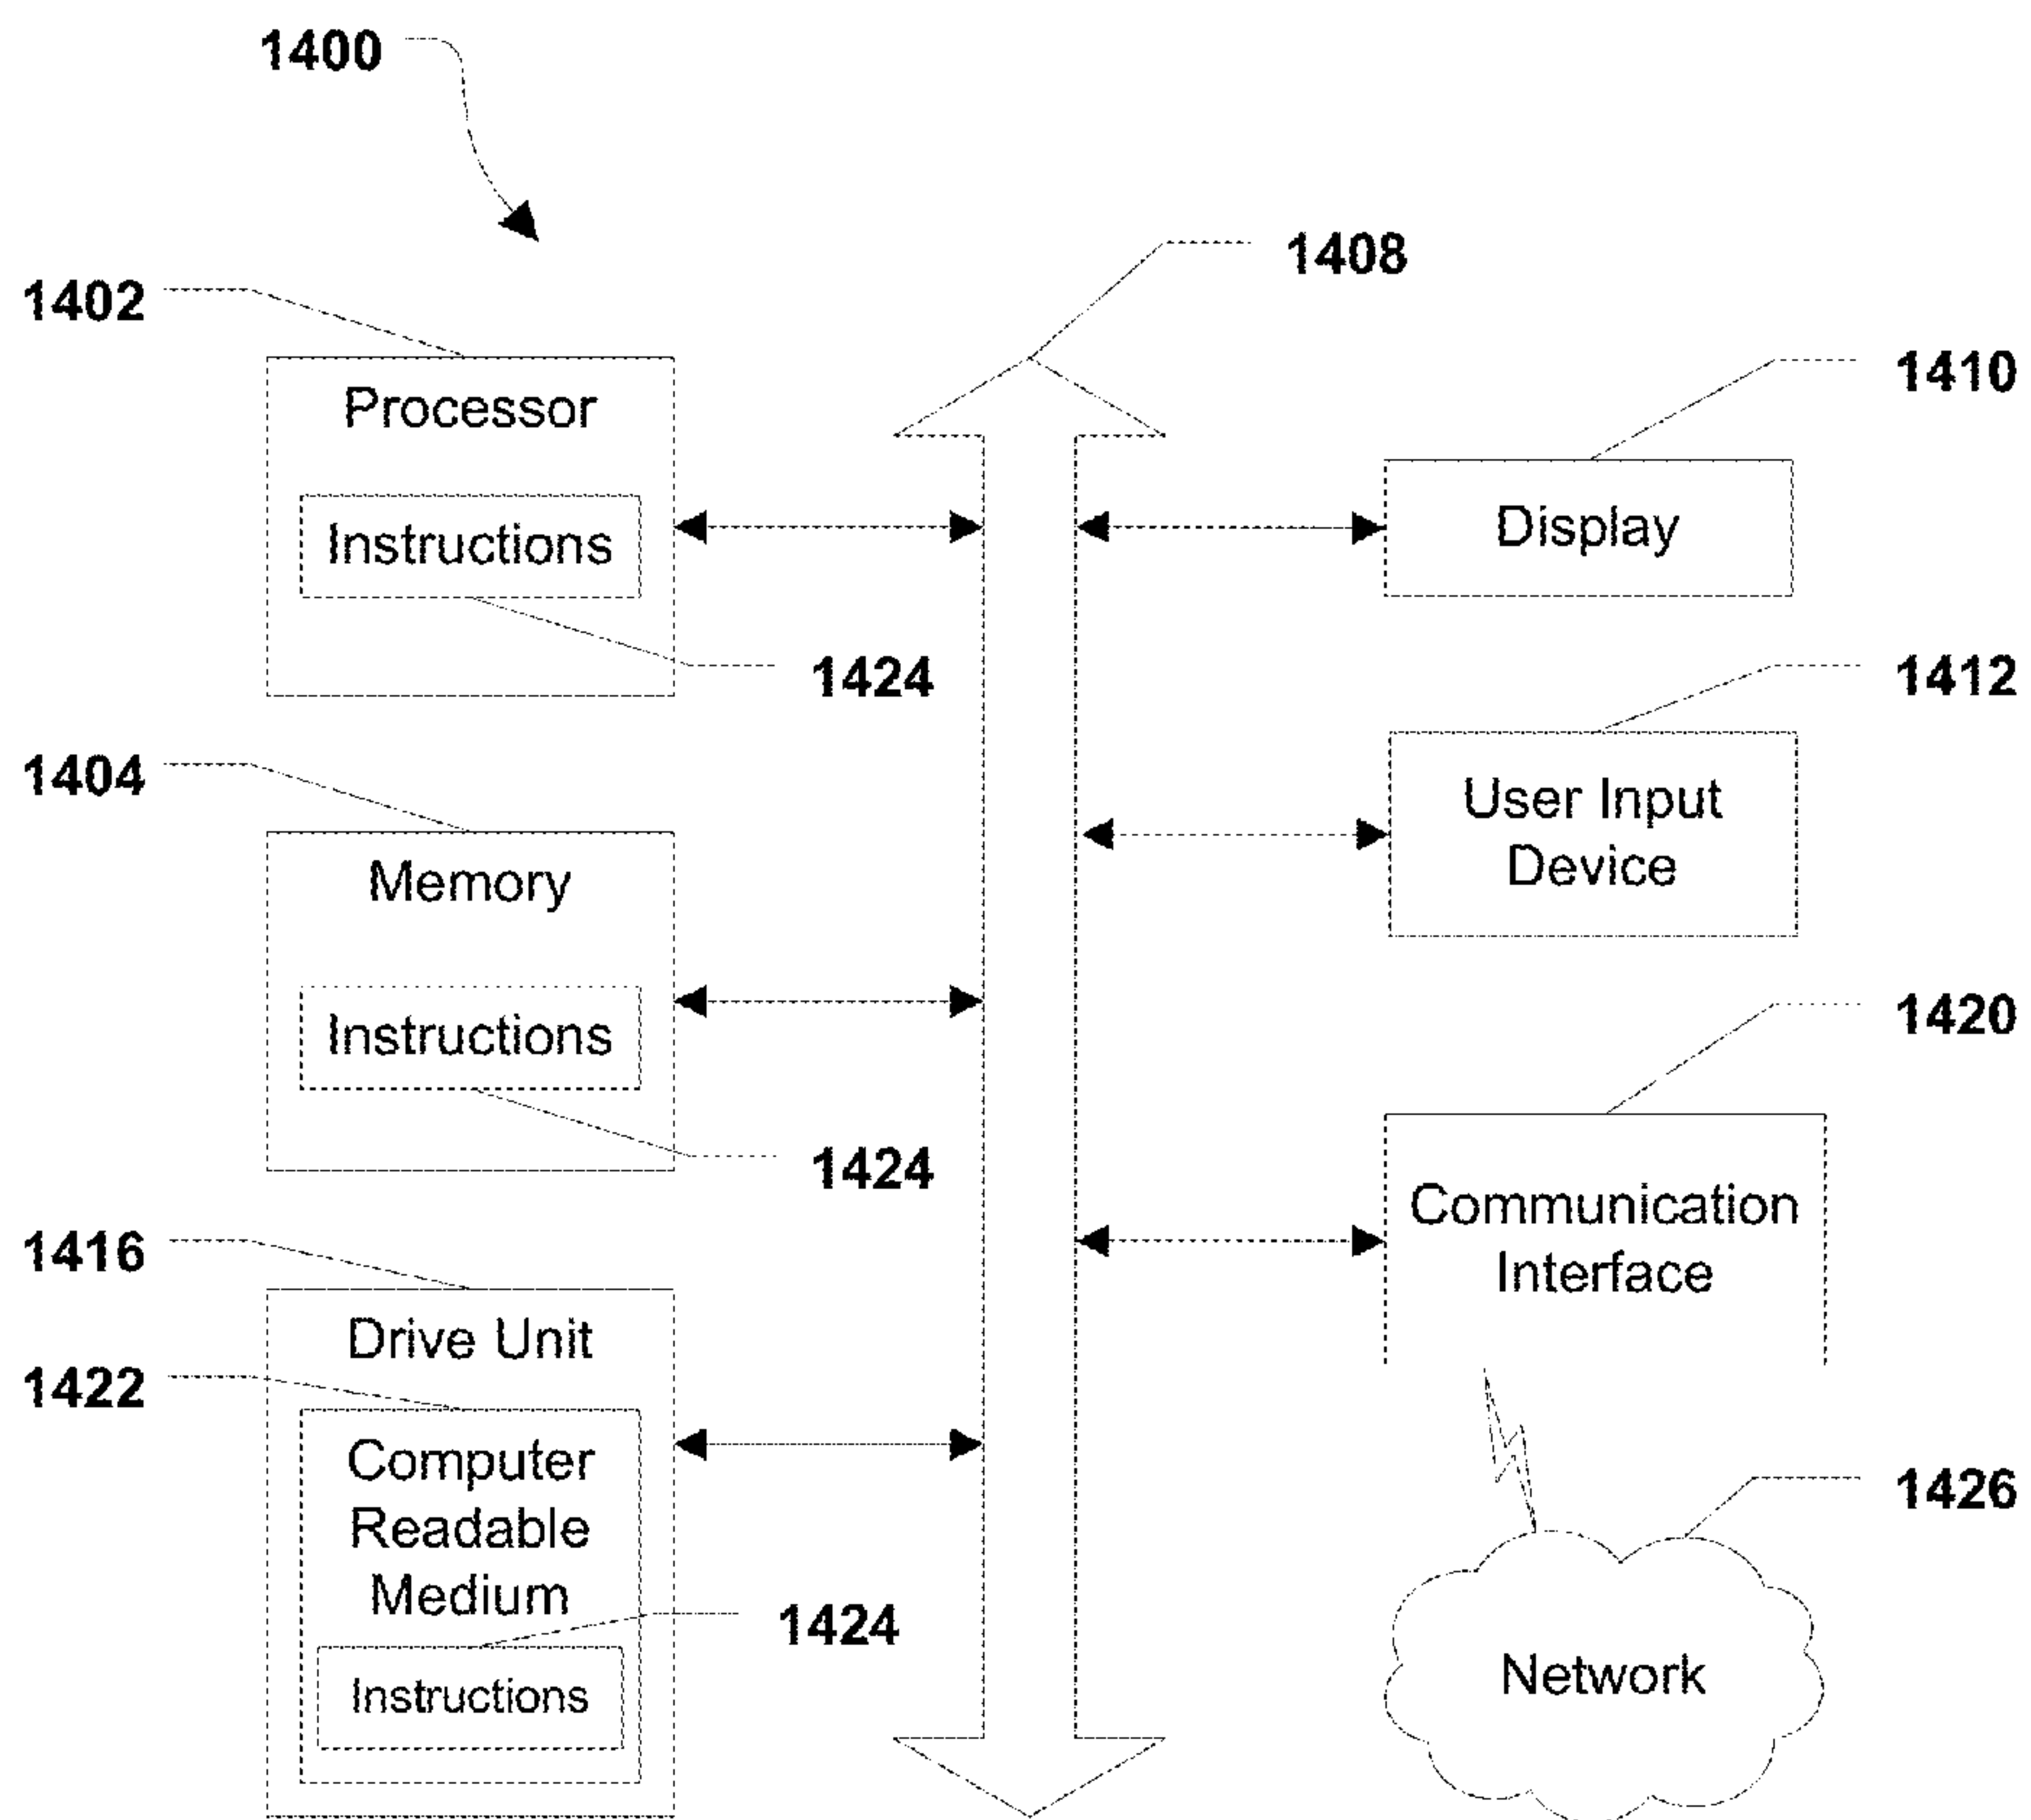 1400
1408
1402
1410
Processor
Display
Instructions
1424
1412
1404
User Input
Device
Memory
1420
Instructions
1424
Communication
Interface
1416
Drive Unit
1422
Computer
Readable
Medium
1426
1424
Instructions
Network